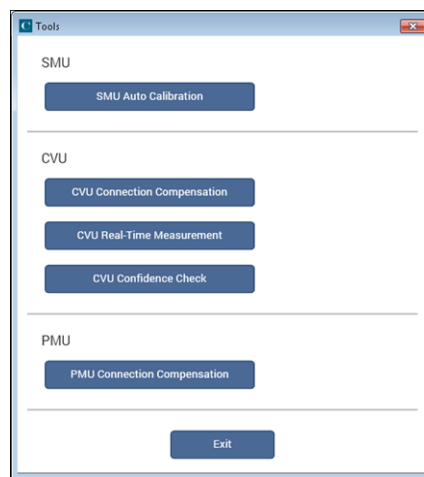 Tools
SMU
SMU Auto Calibration
CVU
CVU Connection Compensation
CVU Real-Time Measurement
CVU Confidence Check
PMU
PMU Connection Compensation
Exit